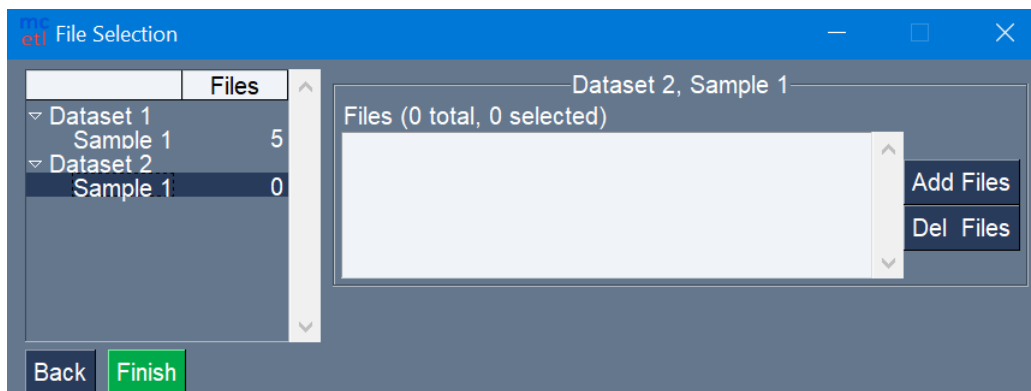 mc
etl File Selection
Files
Dataset 1
Sample 1 5
Dataset 2
Sample 1 0
Dataset 2, Sample 1
Files (0 total, 0 selected)
Add Files
Del Files
Back Finish